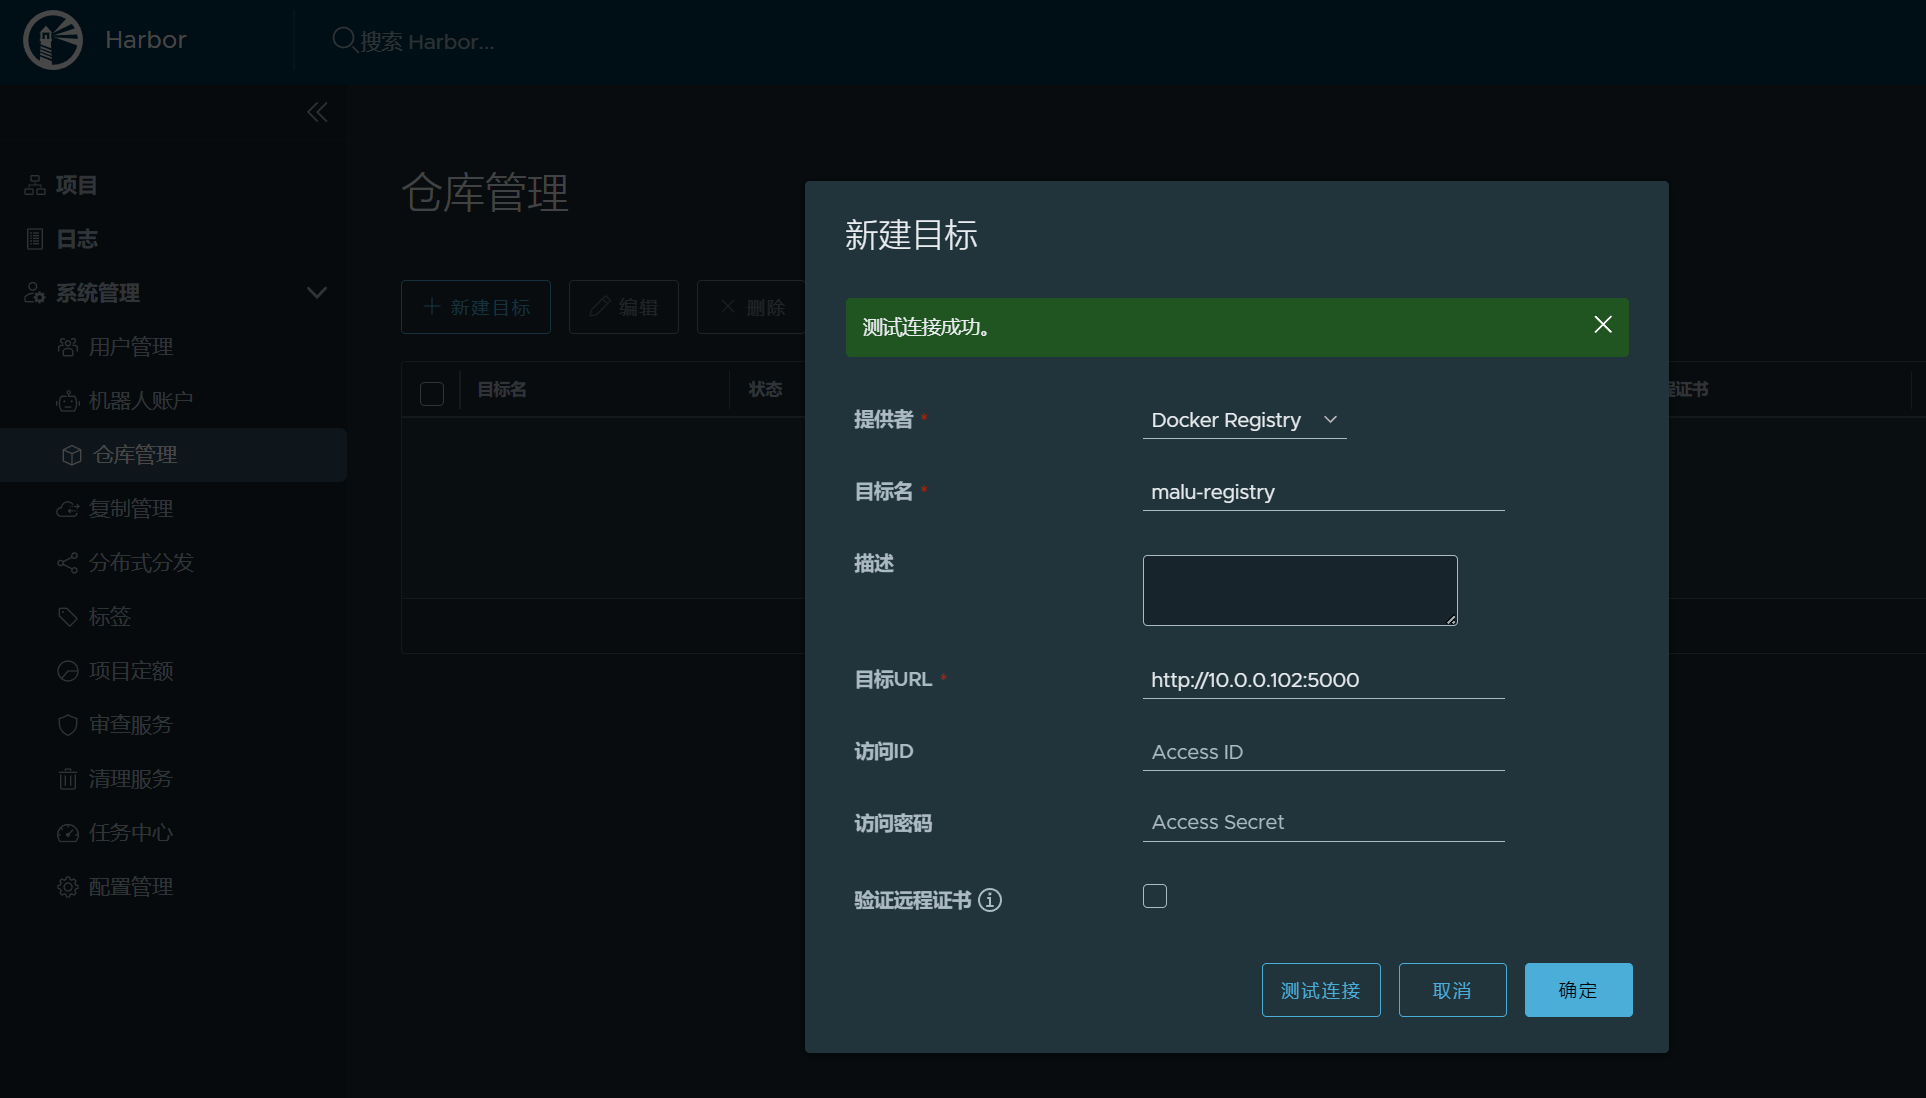 Harbor
搜索 Harbor...
项目
日志
系统管理
用户管理
机器人账户
仓库管理
复制管理
分布式分发
标签
项目定额
审查服务
清理服务
任务中心
配置管理
仓库管理
新建目标
编辑
删除
目标名
状态
证书
新建目标
测试连接成功。
提供者 *
Docker Registry
目标名 *
malu-registry
描述
目标URL *
http://10.0.0.102:5000
访问ID
Access ID
访问密码
Access Secret
验证远程证书
测试连接
取消
确定